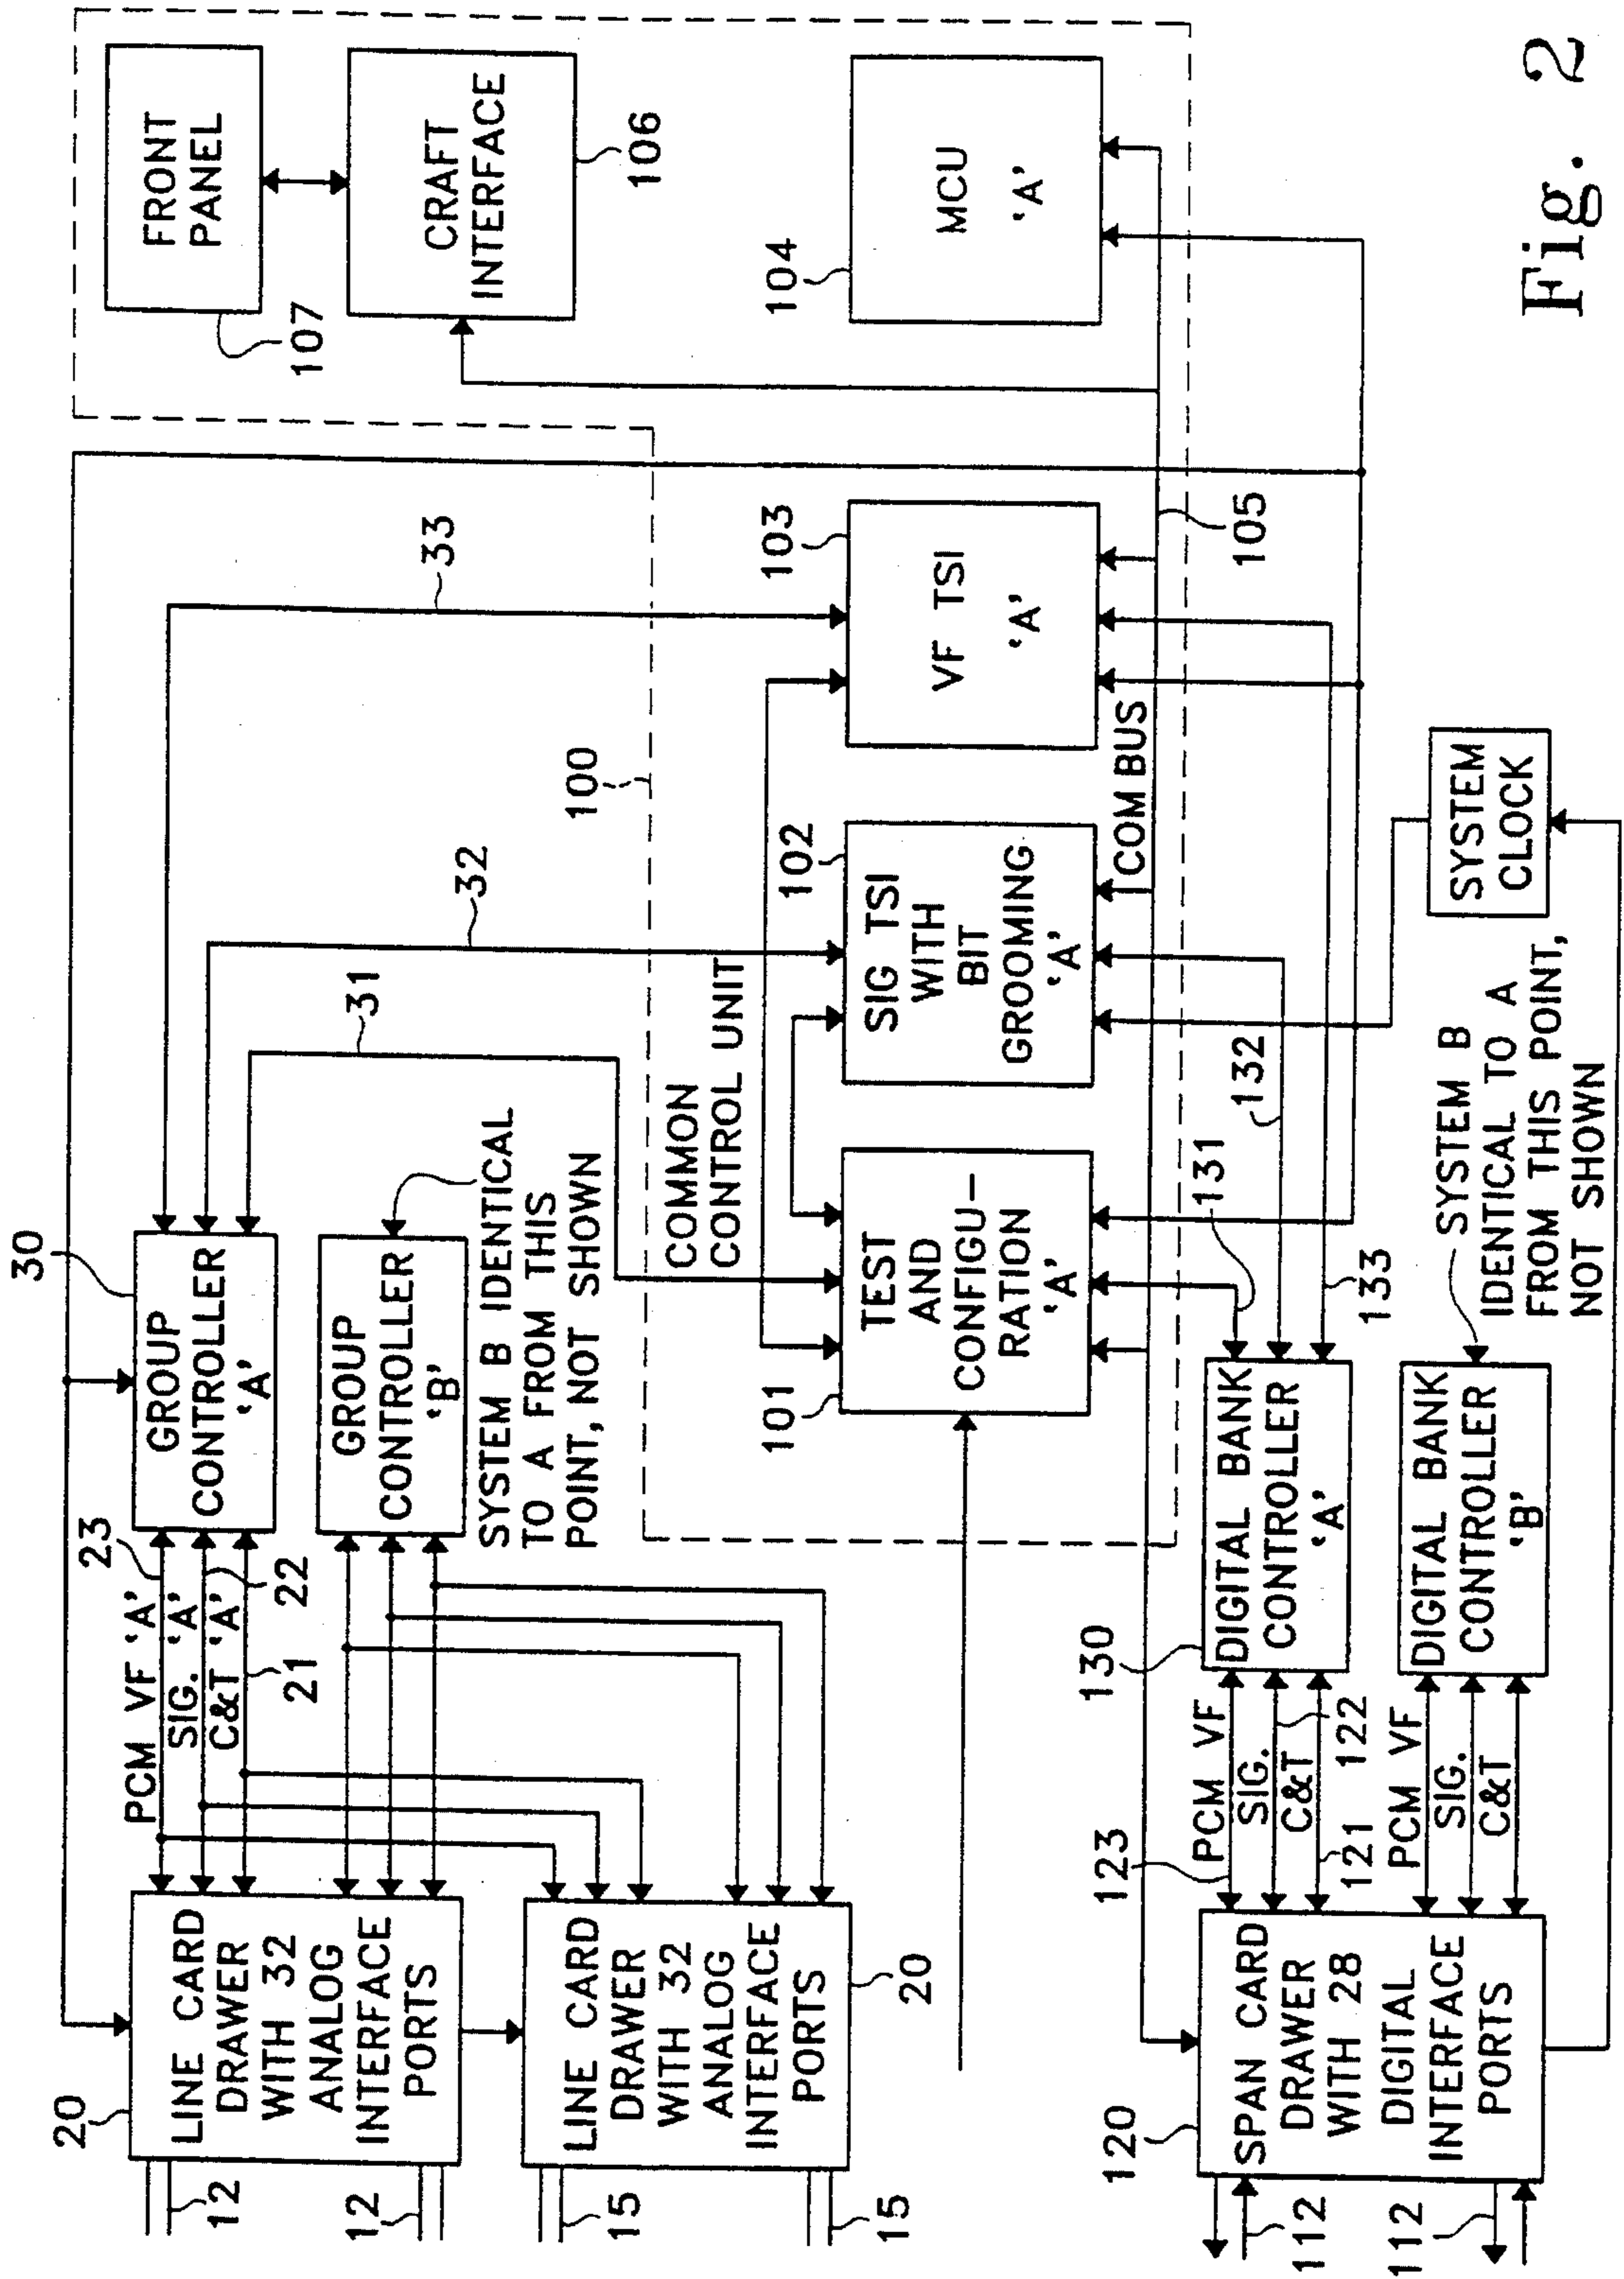 12
12
15
15
20
LINE CARD
DRAWER
WITH 32
ANALOG
INTERFACE
PORTS
LINE CARD
DRAWER
WITH 32
ANALOG
INTERFACE
PORTS
20
PCM VF ‘A’
SIG. ‘A’
C&T ‘A’
23
22
21
30
GROUP
CONTROLLER
‘A’
GROUP
CONTROLLER
‘B’
SYSTEM B IDENTICAL
TO A FROM THIS
POINT, NOT SHOWN
31
32
33
100
COMMON
CONTROL UNIT
101
TEST
AND
CONFIGU-
RATION
‘A’
102
SIG TSI
WITH
BIT
GROOMING
‘A’
103
VF TSI
‘A’
104
MCU
‘A’
COM BUS
105
107
FRONT
PANEL
CRAFT
INTERFACE
106
112
112
120
SPAN CARD
DRAWER
WITH 28
DIGITAL
INTERFACE
PORTS
123
PCM VF
SIG.
C&T
121
122
PCM VF
SIG.
C&T
130
DIGITAL BANK
CONTROLLER
‘A’
DIGITAL BANK
CONTROLLER
‘B’
131
132
133
SYSTEM B
IDENTICAL TO A
FROM THIS POINT,
NOT SHOWN
SYSTEM
CLOCK
Fig. 2